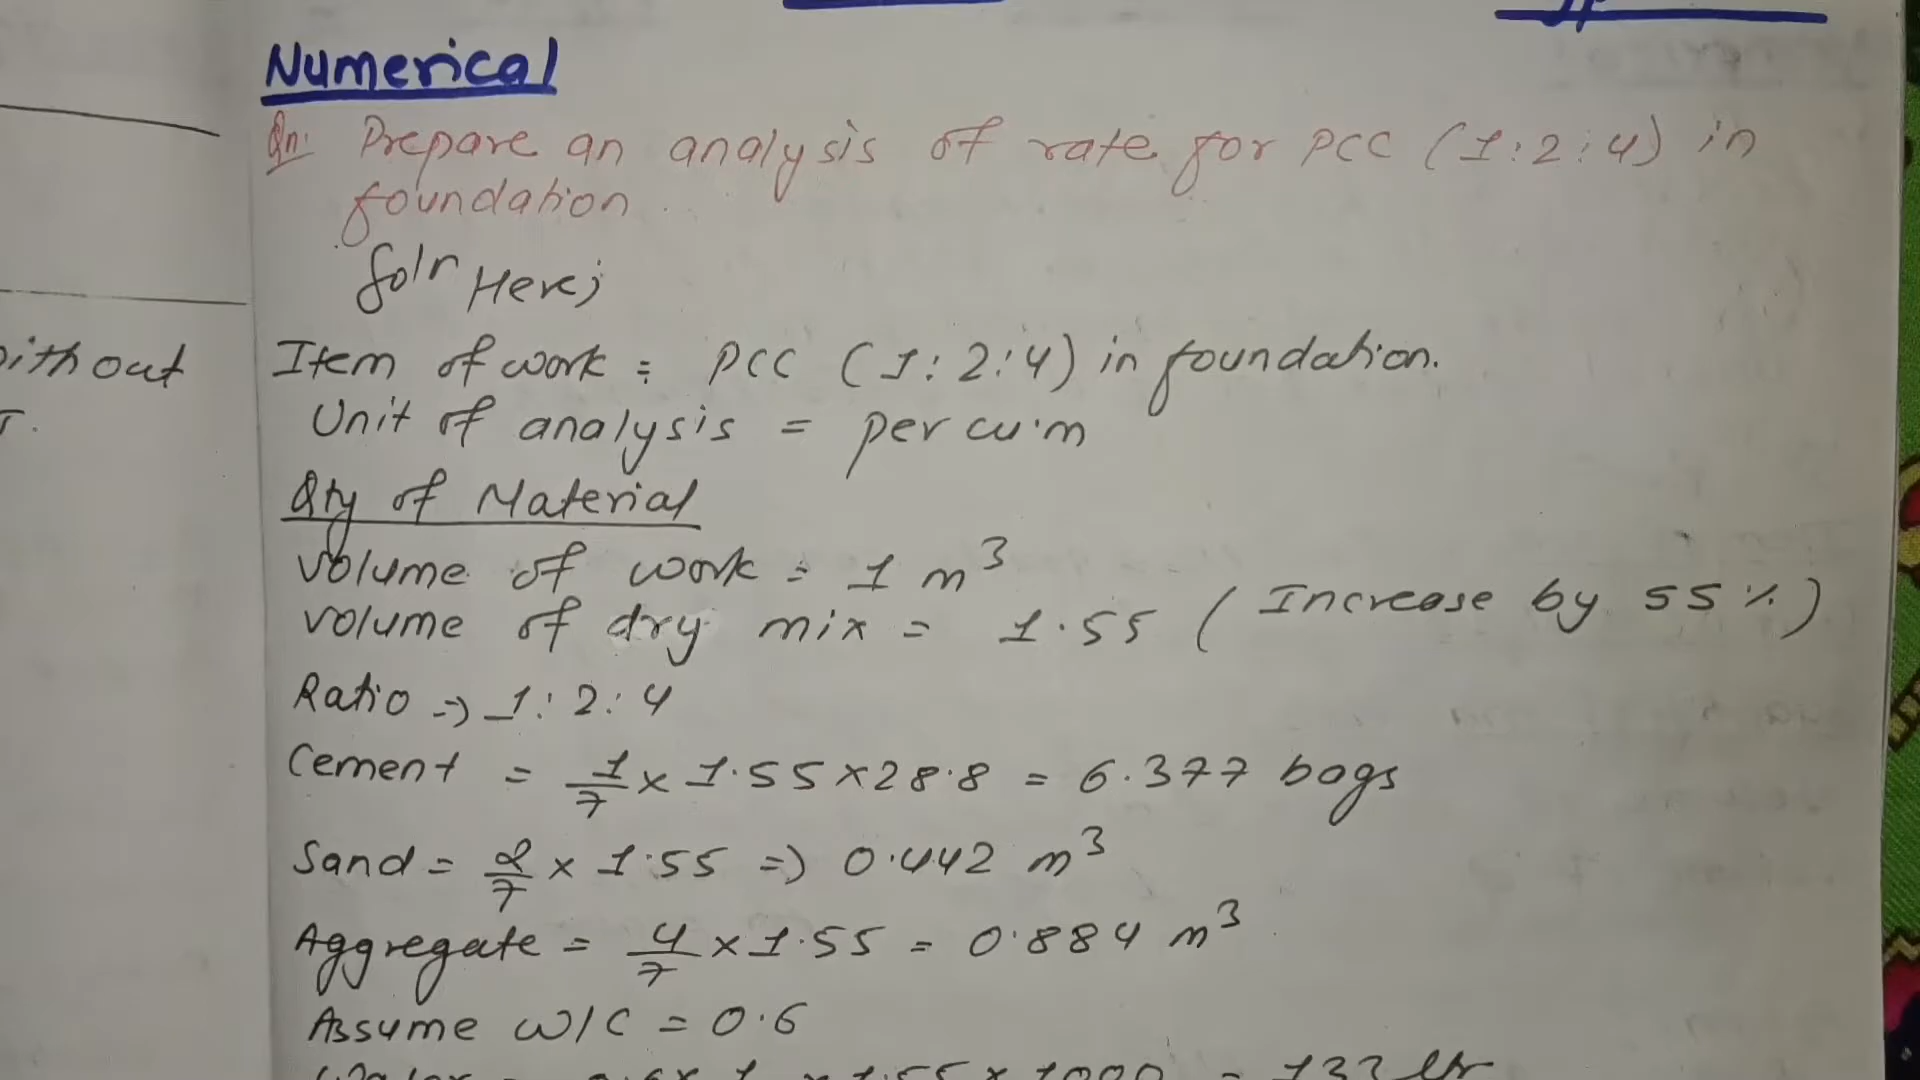 Numerical
Qn: Prepare an analysis of rate for PCC (1:2:4) in
foundation.
Soln Here;
ithout
Item of work = PCC (1:2:4) in foundation.
Unit of analysis = per cu.m
Qty of Material
Volume of work = 1 m³
Volume of dry mix = 1.55 (Increase by 55%)
Ratio => 1:2:4
Cement = 1/7 x 1.55 x 28.8 = 6.377 bags
Sand = 2/7 x 1.55 => 0.442 m³
Aggregate = 4/7 x 1.55 = 0.884 m³
Assume W/C = 0.6